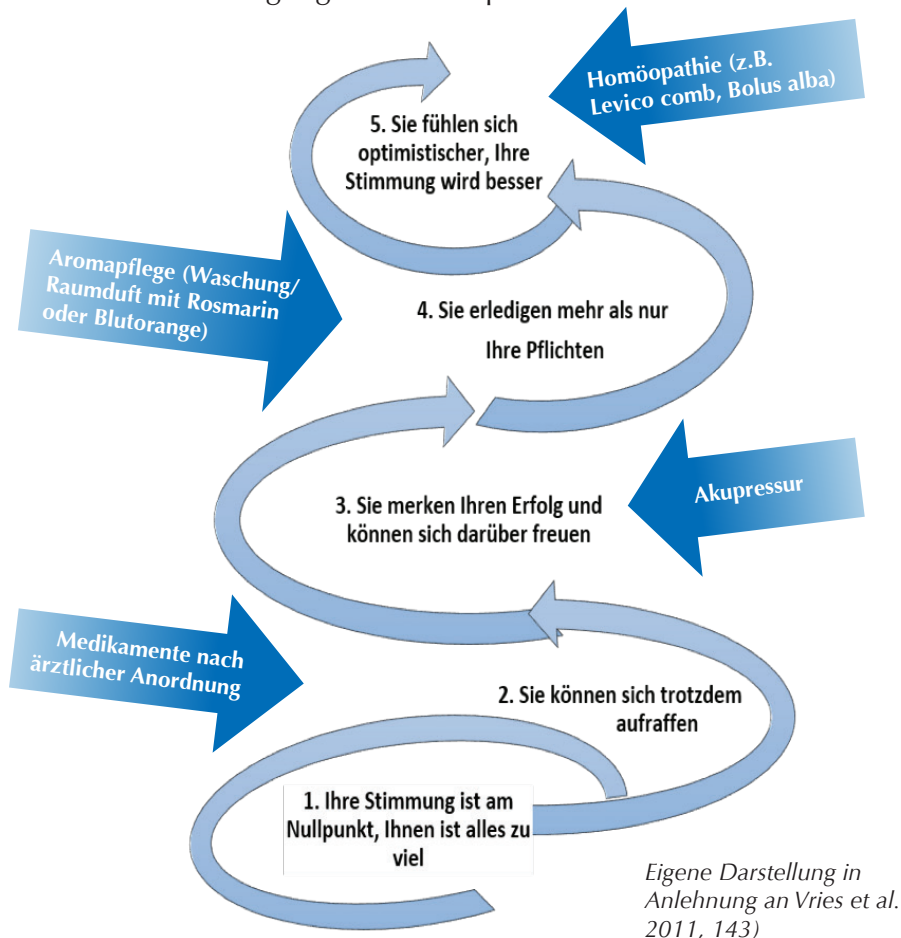 Homöopathie (z.B.
Levico comb, Bolus alba)
5. Sie fühlen sich
optimistischer, Ihre
Stimmung wird besser
Aromapflege (Waschung/
Raumduft mit Rosmarin
oder Blutorange)
4. Sie erledigen mehr als nur
Ihre Pflichten
Akupressur
3. Sie merken Ihren Erfolg und
können sich darüber freuen
Medikamente nach
ärztlicher Anordnung
2. Sie können sich trotzdem
aufraffen
1. Ihre Stimmung ist am
Nullpunkt, Ihnen ist alles zu
viel
Eigene Darstellung in
Anlehnung an Vries et al.
2011, 143)